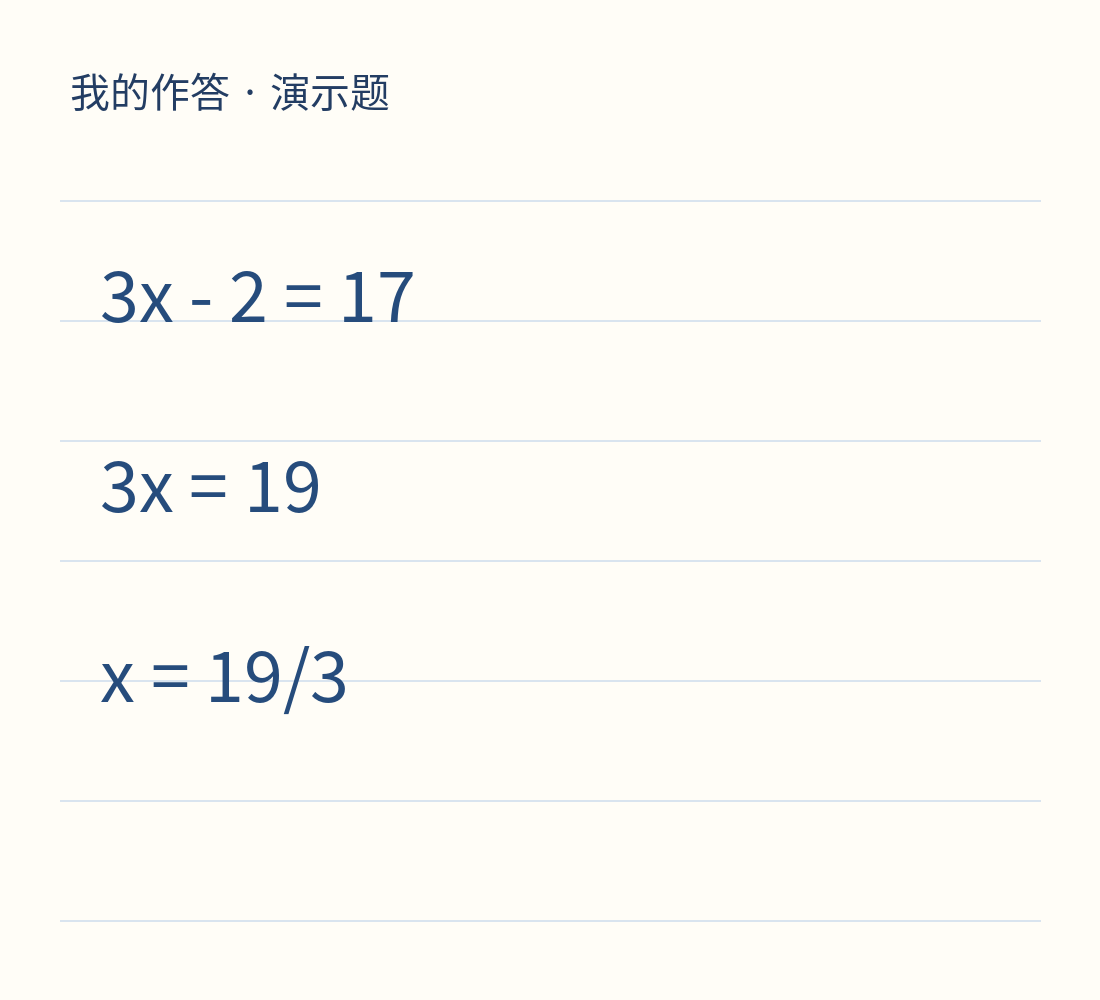 我的作答 · 演示题
3x - 2 = 17
3x = 19
x = 19/3